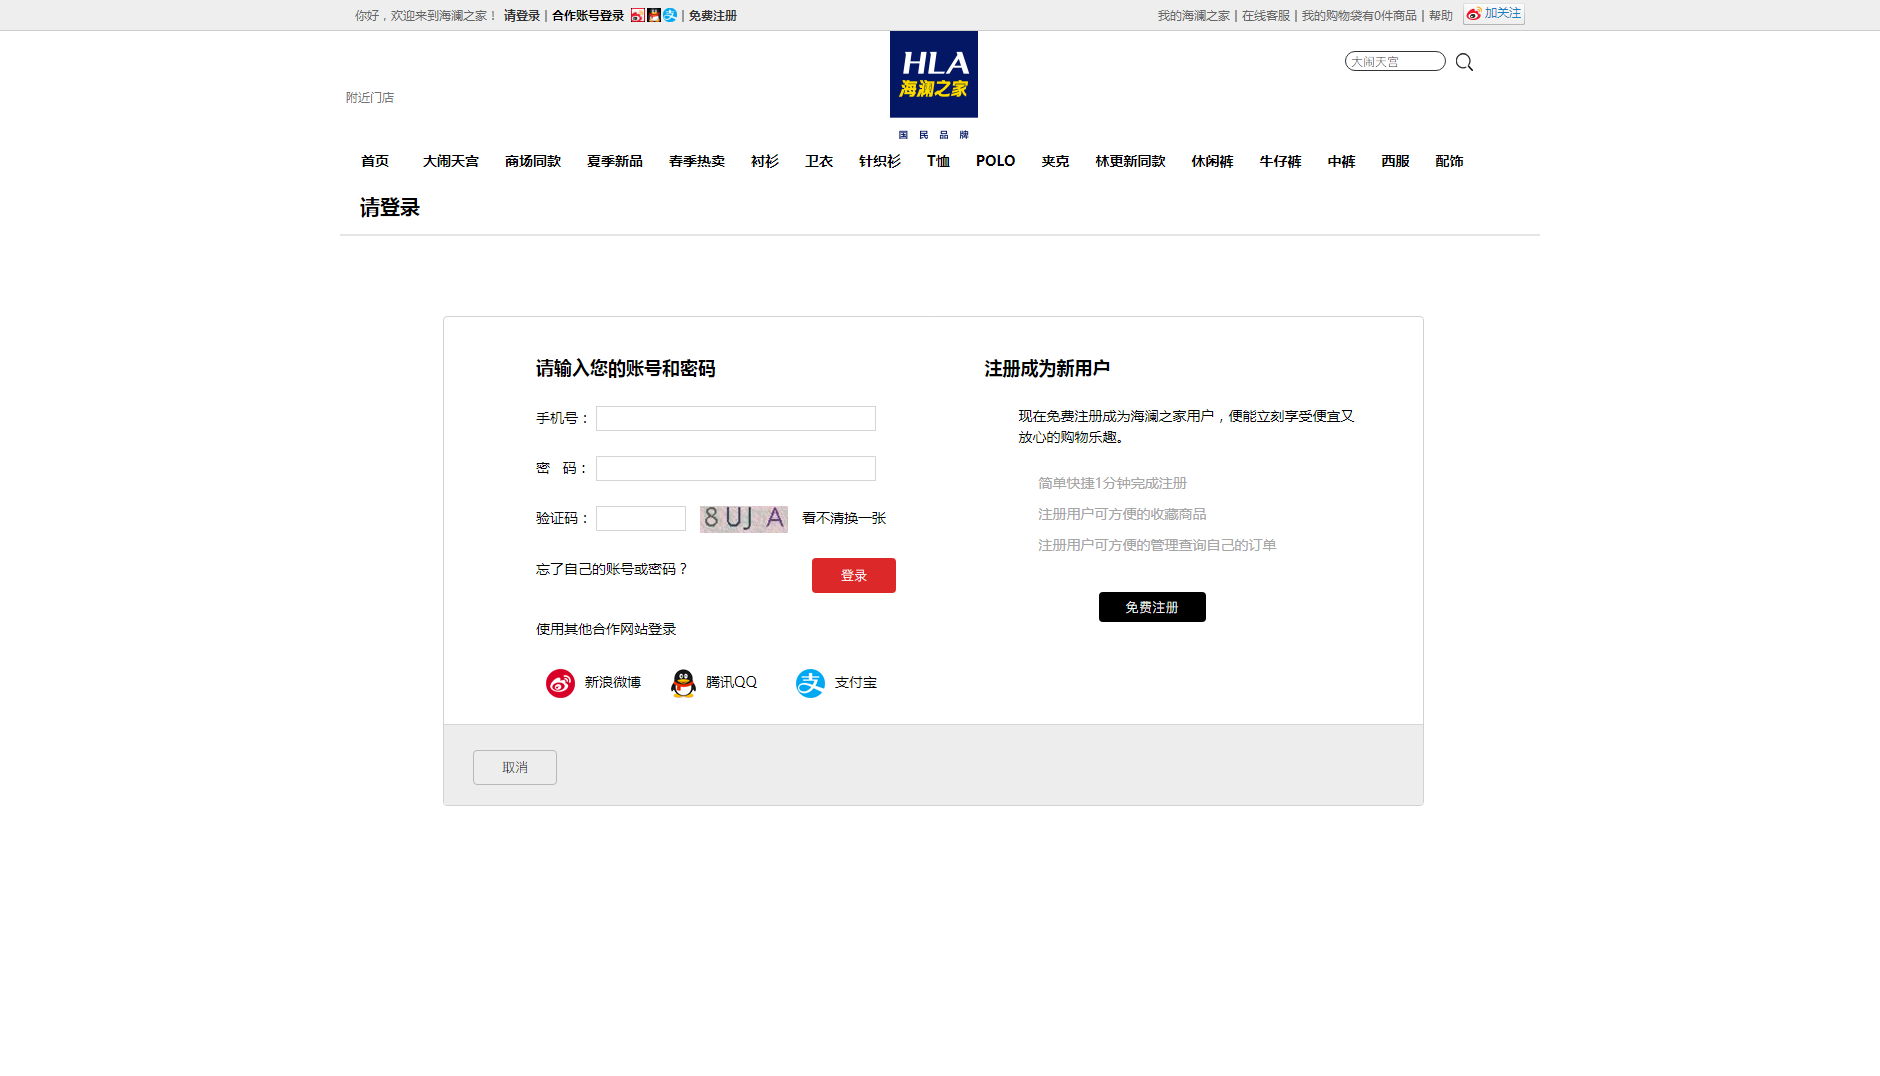 你好，欢迎来到海澜之家！ 请登录 | 合作账号登录 | 免费注册
我的海澜之家 | 在线客服 | 我的购物袋有0件商品 | 帮助 加关注
HLA
海澜之家
国民品牌
大闹天宫
附近门店
首页 大闹天宫 商场同款 夏季新品 春季热卖 衬衫 卫衣 针织衫 T恤 POLO 夹克 林更新同款 休闲裤 牛仔裤 中裤 西服 配饰
请登录
请输入您的账号和密码
手机号：
密 码：
验证码： 8UJ A 看不清换一张
忘了自己的账号或密码？ 登录
使用其他合作网站登录
新浪微博 腾讯QQ 支 支付宝
注册成为新用户
现在免费注册成为海澜之家用户，便能立刻享受便宜又
放心的购物乐趣。
简单快捷1分钟完成注册
注册用户可方便的收藏商品
注册用户可方便的管理查询自己的订单
免费注册
取消